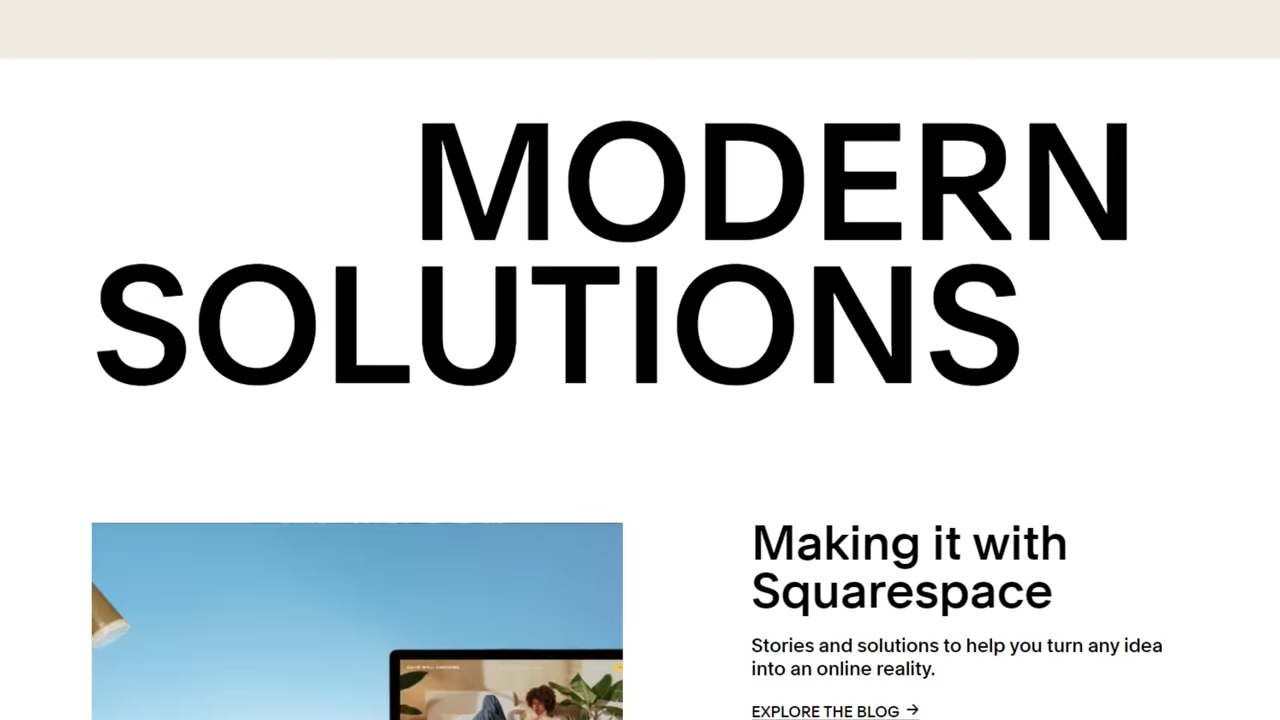 MODERN
SOLUTIONS
Making it with
Squarespace
Stories and solutions to help you turn any idea
into an online reality.
EXPLORE THE BLOG →